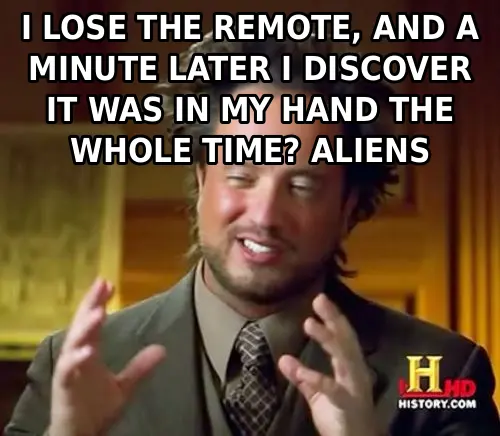 I LOSE THE REMOTE, AND A
MINUTE LATER I DISCOVER
IT WAS IN MY HAND THE
WHOLE TIME? ALIENS
H HD
HISTORY.COM